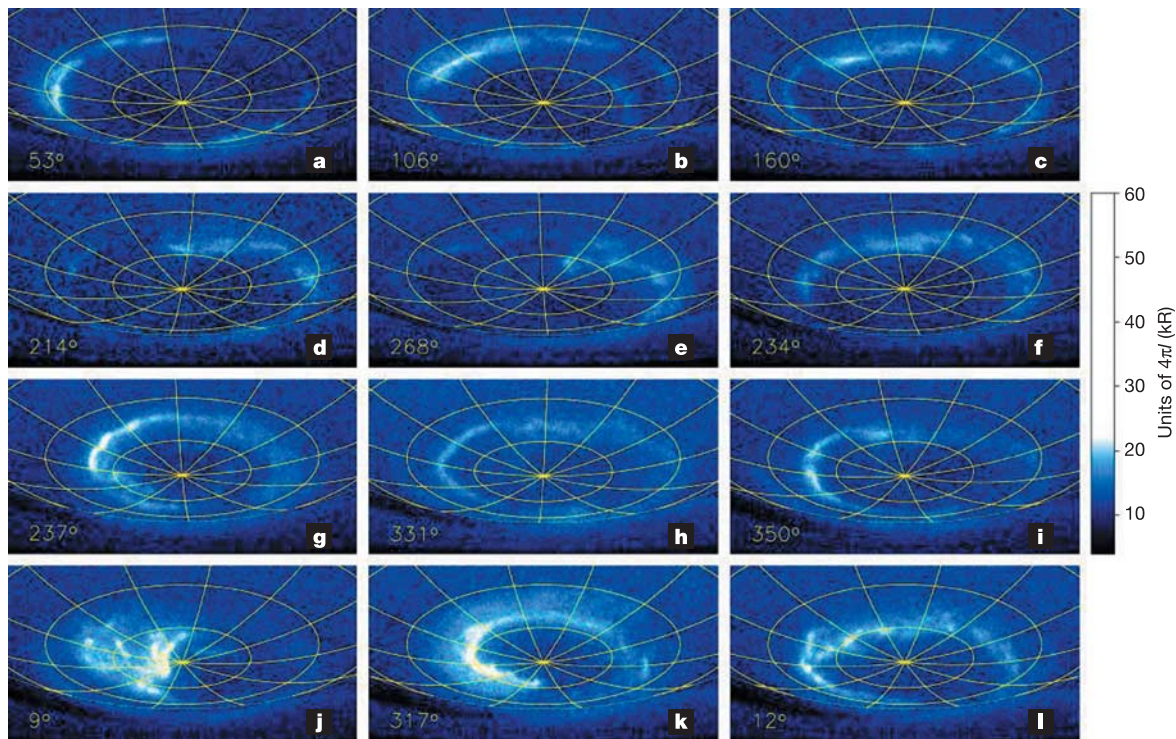 53° a
106° b
160° c
214° d
268° e
234° f
237° g
331° h
350° i
9° j
317° k
12° l
60
50
40
30
20
10
Units of 4πI (kR)